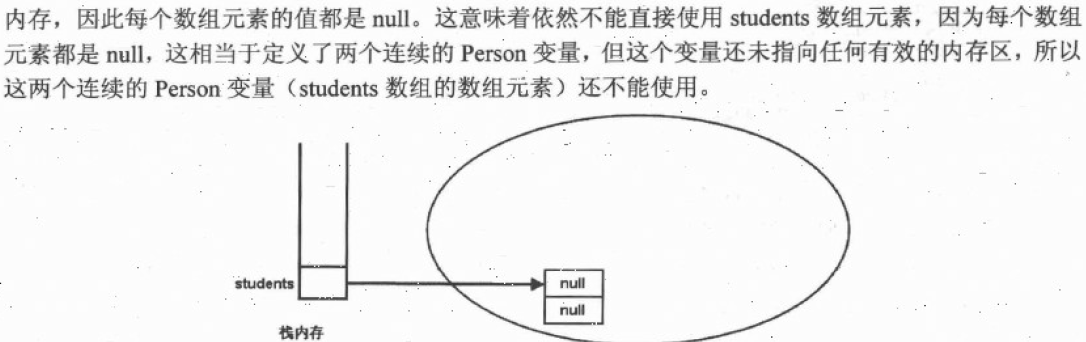 内存，因此每个数组元素的值都是 null。这意味着依然不能直接使用 students 数组元素，因为每个数组
元素都是 null，这相当于定义了两个连续的 Person 变量，但这个变量还未指向任何有效的内存区，所以
这两个连续的 Person 变量（students 数组的数组元素）还不能使用。
students
null
null
栈内存